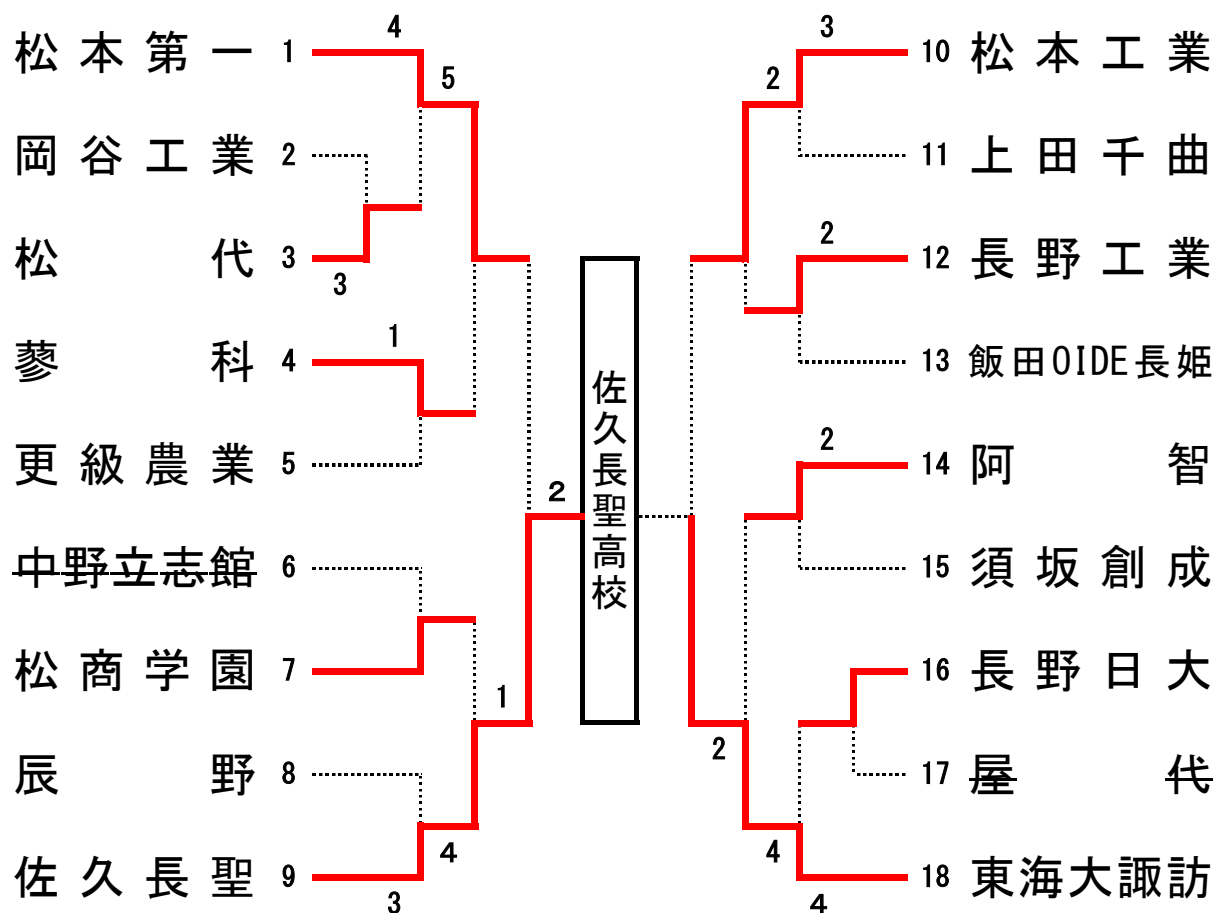 4
松本第一 1
5
岡谷工業 2
松代 3
3
1
蓼科 4
更級農業 5
2
中野立志館 6
松商学園 7
1
辰野 8
4
佐久長聖 9
3
佐久長聖高校
3
10 松本工業
2
11 上田千曲
2
12 長野工業
13 飯田OIDE長姫
2
14 阿智
15 須坂創成
16 長野日大
2
17 屋代
4
18 東海大諏訪
4